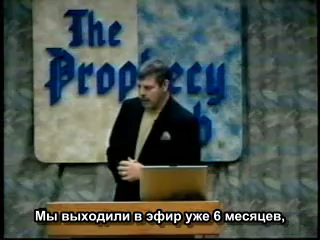 The
Prophecy
Мы выходили в эфир уже 6 месяцев,